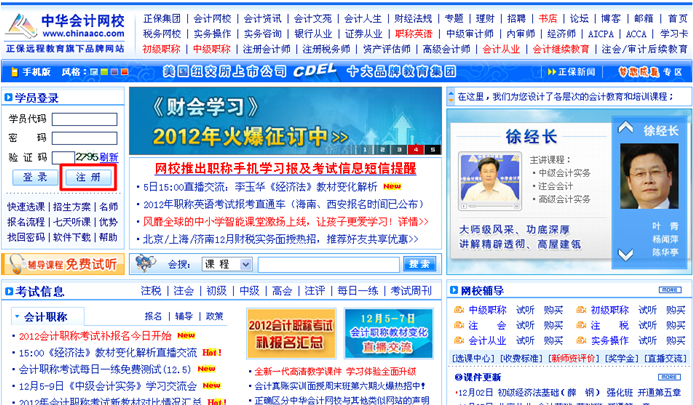 中华会计网校
www.chinaacc.com
正保远程教育旗下品牌网站
正保集团 | 会计网校 | 会计资讯 | 会计文苑 | 会计人生 | 财经法规 | 专题 | 理财 | 招聘 | 书店 | 论坛 | 博客 | 邮箱 | 首页
税务网校 | 实务操作 | 实务咨询 | 银行从业 | 证券从业 | 职称英语 | 中级审计师 | 内审师 | 经济师 | AICPA | ACCA | 学习卡
初级职称 | 中级职称 | 注册会计师 | 注册税务师 | 资产评估师 | 高级会计师 | 会计从业 | 会计继续教育 | 注会/审计后续教育
手机版 风格:
美国纽交所上市公司 CDEL 十大品牌教育集团
正保新闻
梦想成真 专区
学员登录
学员代码
密 码
验 证 码 2795 刷新
登 录 注 册
快速选课 | 招生方案 | 名师
报名流程 | 七天听课 | 优势
找回密码 | 软件下载 | 帮助
辅导课程 免费试听
《财会学习》
2012年火爆征订中>>
1 2 3 4 5
网校推出职称手机学习报及考试信息短信提醒
5日15:00直播交流：李玉华《经济法》教材变化解析 New
2012年职称英语考试报考直通车（海南、西安报名时间已公布）
风靡全球的中小学智能课堂激扬上线，让孩子更爱学习！详情>>
北京/上海/济南12月财税实务面授热招，推荐好友共享优惠>>
会搜： 课 程 搜 索
在这里，我们为您设计了各层次的会计教育和培训课程；
徐经长
主讲课程：
中级会计实务
注会会计
高级会计实务
大师级风采、功底深厚
讲解精辟透彻、高屋建瓴
徐经长
叶 青
杨闻萍
陈华亭
考试信息
注税 | 注会 | 初级 | 中级 | 高会 | 注评 | 每日一练 | 考试周刊
会计职称
报名 | 辅导 | 政策
2012会计职称考试补报名今日开始 New
15:00《经济法》教材变化解析直播交流 Hot!
会计职称考试每日一练免费测试(12.5) New
12月5-9日《中级会计实务》学习交流会
2012年会计职称考试新教材对比情况汇总 Hot!
2012会计职称考试
补报名汇总
12月5-7日
会计职称教材变化
直播交流
全新一代高清教学课件 学习体验全面升级
会计真账实训面授周末班第六期火爆热招中！
正确区分中华会计网校与其他类似网站的声明
网校辅导
MORE
中级职称 试听 购买 初级职称 试听 购买
注 会 试听 购买 注 税 试听 购买
会计从业 试听 购买 实务操作 试听 购买
[选课中心] [收费标准] [新师资评价] [奖学金] [直播交流]
课件更新
MORE
12月02日 初级经济法基础（薛 钢）强化班 开通第五章